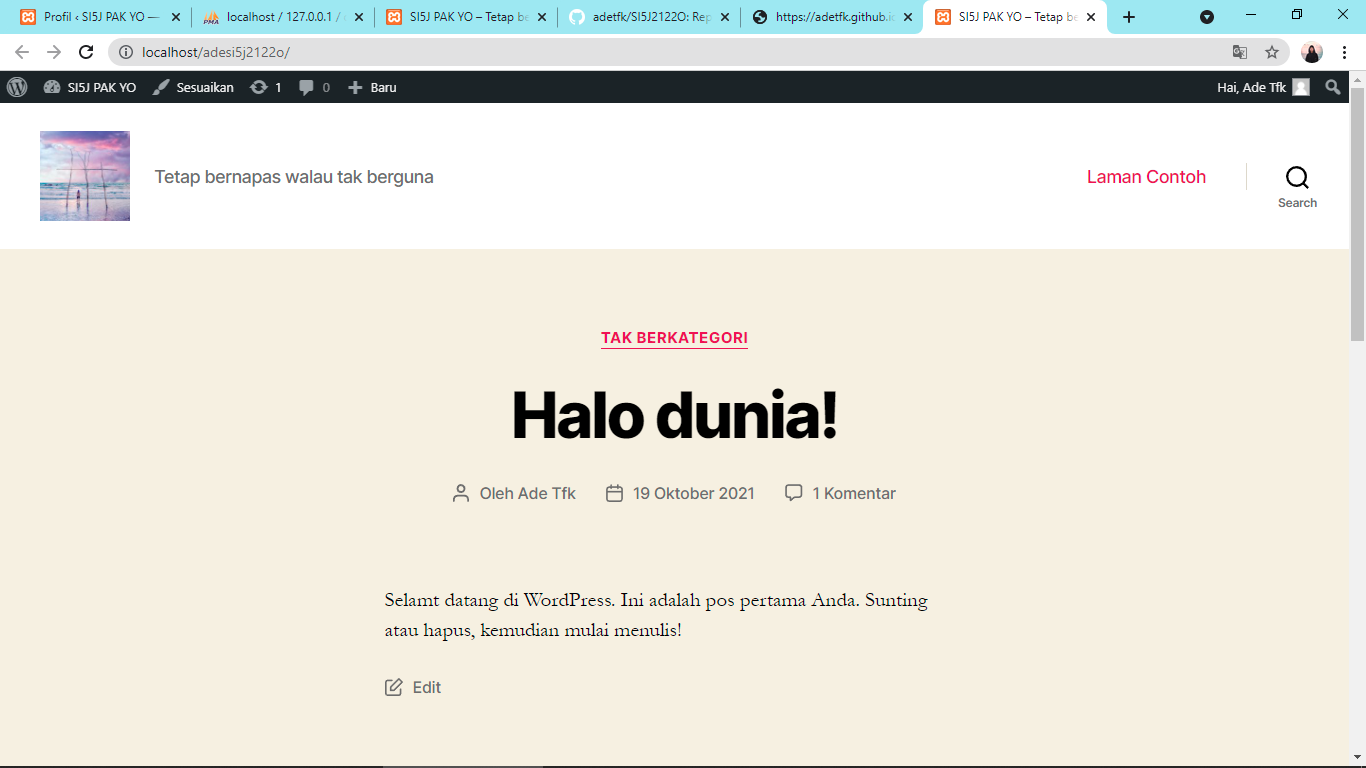 Profil ‹ SI5J PAK YO —
localhost / 127.0.0.1 /
SI5J PAK YO – Tetap be
adetfk/SI5J2122O: Rep
https://adetfk.github.io
SI5J PAK YO – Tetap be
localhost/adesi5j2122o/
SI5J PAK YO
Sesuaikan
1
0
Baru
Hai, Ade Tfk
Tetap bernapas walau tak berguna
Laman Contoh
Search
TAK BERKATEGORI
Halo dunia!
Oleh Ade Tfk
19 Oktober 2021
1 Komentar
Selamt datang di WordPress. Ini adalah pos pertama Anda. Sunting
atau hapus, kemudian mulai menulis!
Edit